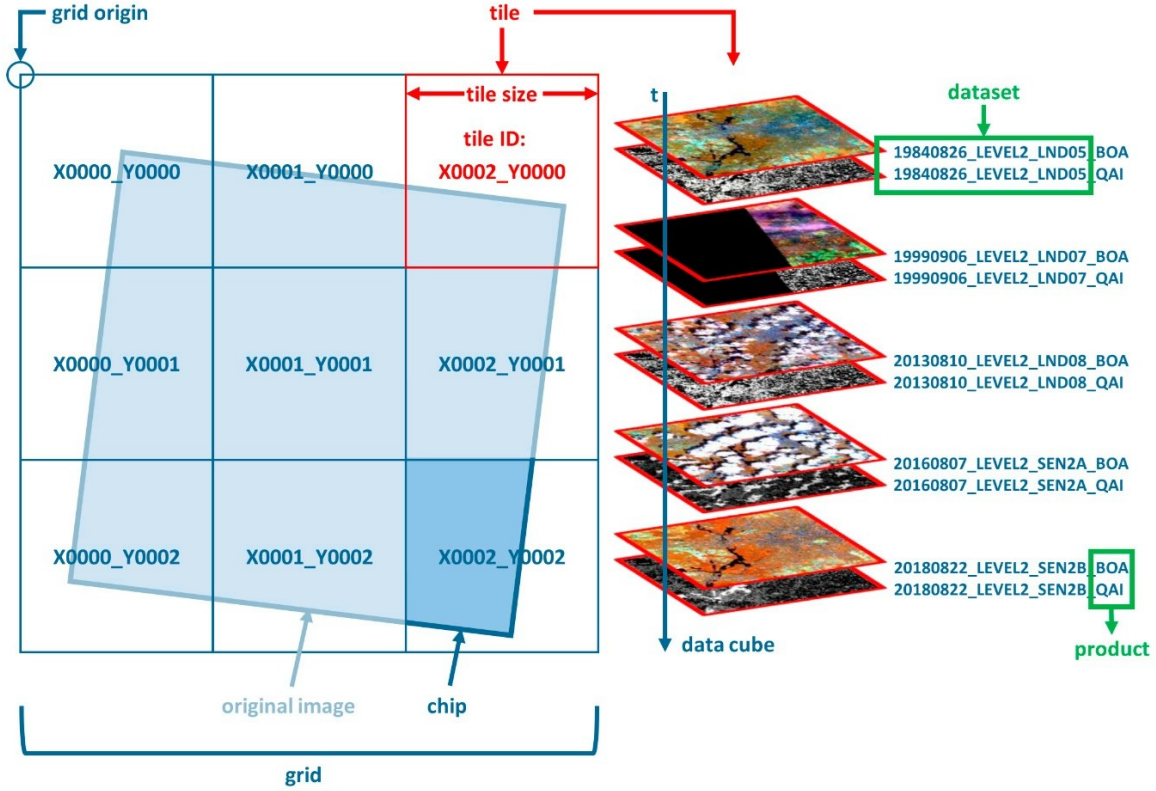 grid origin
tile
tile size
tile ID:
X0000_Y0000
X0001_Y0000
X0002_Y0000
X0000_Y0001
X0001_Y0001
X0002_Y0001
X0000_Y0002
X0001_Y0002
X0002_Y0002
original image
chip
grid
t
dataset
19840826_LEVEL2_LND05_BOA
19840826_LEVEL2_LND05_QAI
19990906_LEVEL2_LND07_BOA
19990906_LEVEL2_LND07_QAI
20130810_LEVEL2_LND08_BOA
20130810_LEVEL2_LND08_QAI
20160807_LEVEL2_SEN2A_BOA
20160807_LEVEL2_SEN2A_QAI
20180822_LEVEL2_SEN2B_BOA
20180822_LEVEL2_SEN2B_QAI
data cube
product